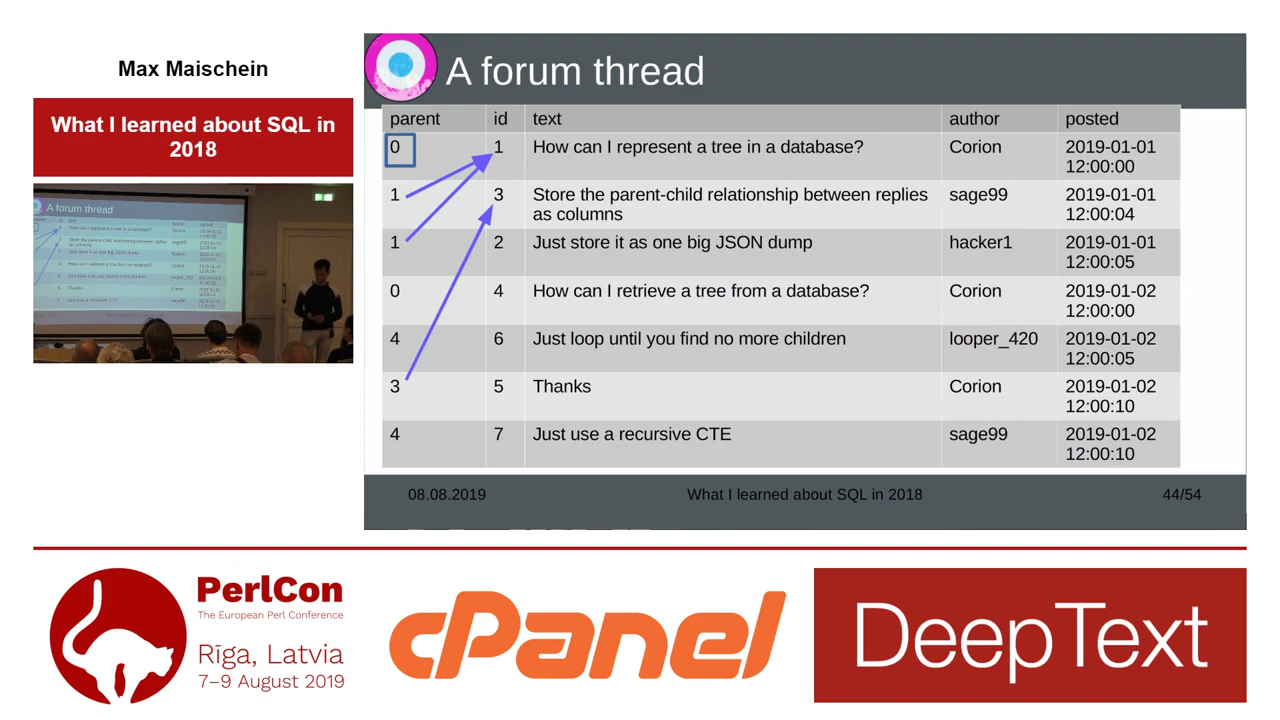 Max Maischein
What I learned about SQL in
2018
A forum thread
parent id text author posted
0 1 How can I represent a tree in a database? Corion 2019-01-01
12:00:00
1 3 Store the parent-child relationship between replies sage99 2019-01-01
as columns 12:00:04
1 2 Just store it as one big JSON dump hacker1 2019-01-01
12:00:05
0 4 How can I retrieve a tree from a database? Corion 2019-01-02
12:00:00
4 6 Just loop until you find no more children looper_420 2019-01-02
12:00:05
3 5 Thanks Corion 2019-01-02
12:00:10
4 7 Just use a recursive CTE sage99 2019-01-02
12:00:10
08.08.2019 What I learned about SQL in 2018 44/54
A forum thread
PerlCon
The European Perl Conference
Rīga, Latvia
7–9 August 2019
cPanel
DeepText